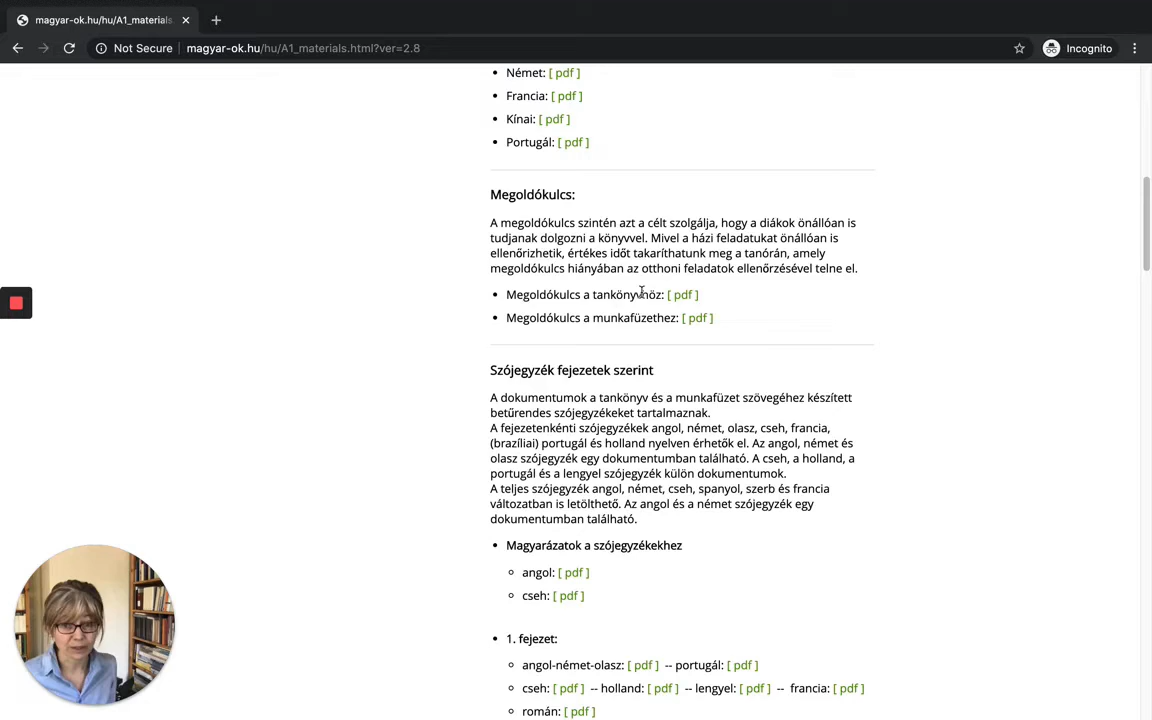 magyar-ok.hu/hu/A1_materials.
Not Secure magyar-ok.hu/hu/A1_materials.html?ver=2.8 Incognito
• Német: [ pdf ]
• Francia: [ pdf ]
• Kínai: [ pdf ]
• Portugál: [ pdf ]
Megoldókulcs:
A megoldókulcs szintén azt a célt szolgálja, hogy a diákok önállóan is
tudjanak dolgozni a könyvvel. Mivel a házi feladatukat önállóan is
ellenőrizhetik, értékes időt takaríthatunk meg a tanórán, amely
megoldókulcs hiányában az otthoni feladatok ellenőrzésével telne el.
• Megoldókulcs a tankönyvhöz: [ pdf ]
• Megoldókulcs a munkafüzethez: [ pdf ]
Szójegyzék fejezetek szerint
A dokumentumok a tankönyv és a munkafüzet szövegéhez készített
betűrendes szójegyzékeket tartalmaznak.
A fejezetenkénti szójegyzékek angol, német, olasz, cseh, francia,
(brazíliai) portugál és holland nyelven érhetők el. Az angol, német és
olasz szójegyzék egy dokumentumban található. A cseh, a holland, a
portugál és a lengyel szójegyzék külön dokumentumok.
A teljes szójegyzék angol, német, cseh, spanyol, szerb és francia
változatban is letölthető. Az angol és a német szójegyzék egy
dokumentumban található.
• Magyarázatok a szójegyzékekhez
○ angol: [ pdf ]
○ cseh: [ pdf ]
• 1. fejezet:
○ angol-német-olasz: [ pdf ] -- portugál: [ pdf ]
○ cseh: [ pdf ] -- holland: [ pdf ] -- lengyel: [ pdf ] -- francia: [ pdf ]
○ román: [ pdf ]